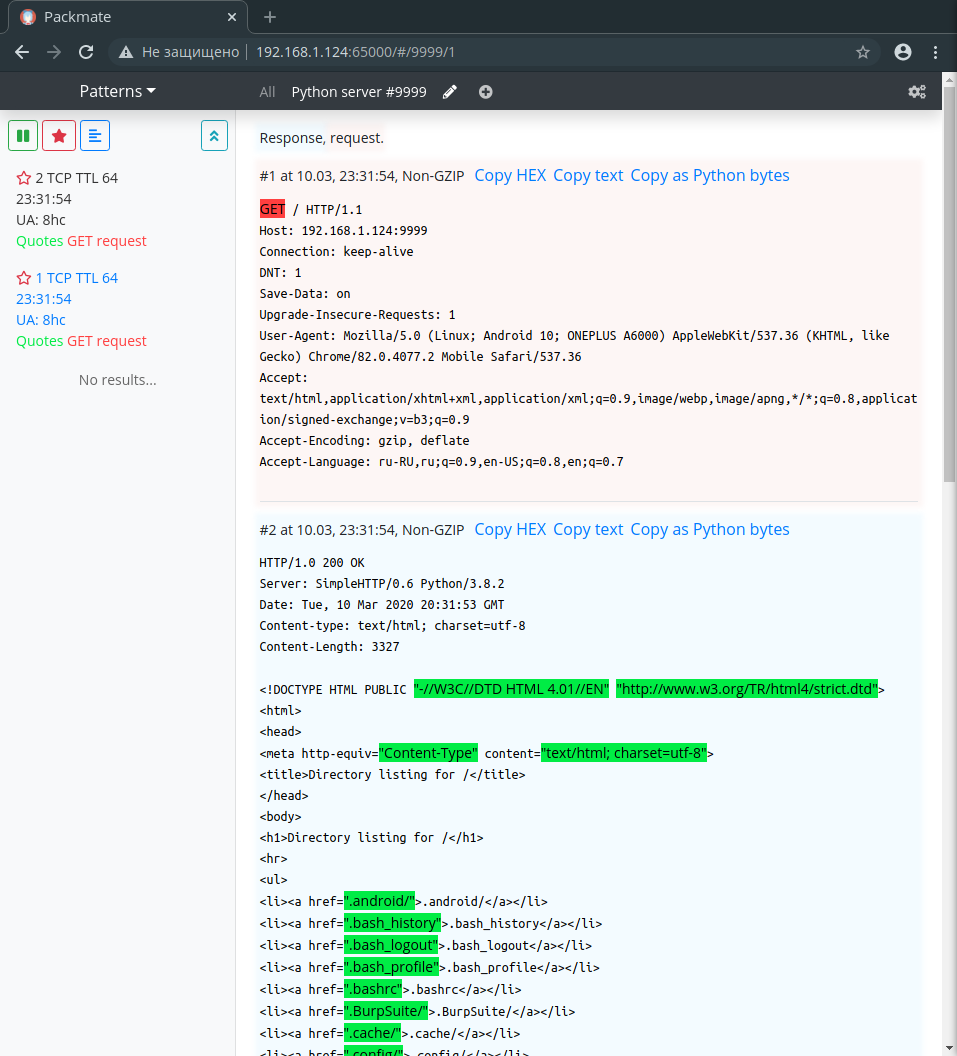 Packmate
Не защищено | 192.168.1.124:65000/#/9999/1
Patterns
All Python server #9999
2 TCP TTL 64
23:31:54
UA: 8hc
Quotes GET request
1 TCP TTL 64
23:31:54
UA: 8hc
Quotes GET request
No results...
Response, request.
#1 at 10.03, 23:31:54, Non-GZIP Copy HEX Copy text Copy as Python bytes
GET / HTTP/1.1
Host: 192.168.1.124:9999
Connection: keep-alive
DNT: 1
Save-Data: on
Upgrade-Insecure-Requests: 1
User-Agent: Mozilla/5.0 (Linux; Android 10; ONEPLUS A6000) AppleWebKit/537.36 (KHTML, like
Gecko) Chrome/82.0.4077.2 Mobile Safari/537.36
Accept:
text/html,application/xhtml+xml,application/xml;q=0.9,image/webp,image/apng,*/*;q=0.8,applicat
ion/signed-exchange;v=b3;q=0.9
Accept-Encoding: gzip, deflate
Accept-Language: ru-RU,ru;q=0.9,en-US;q=0.8,en;q=0.7
#2 at 10.03, 23:31:54, Non-GZIP Copy HEX Copy text Copy as Python bytes
HTTP/1.0 200 OK
Server: SimpleHTTP/0.6 Python/3.8.2
Date: Tue, 10 Mar 2020 20:31:53 GMT
Content-type: text/html; charset=utf-8
Content-Length: 3327
<!DOCTYPE HTML PUBLIC "-//W3C//DTD HTML 4.01//EN" "http://www.w3.org/TR/html4/strict.dtd">
<html>
<head>
<meta http-equiv="Content-Type" content="text/html; charset=utf-8">
<title>Directory listing for /</title>
</head>
<body>
<h1>Directory listing for /</h1>
<hr>
<ul>
<li><a href=".android/">.android/</a></li>
<li><a href=".bash_history">.bash_history</a></li>
<li><a href=".bash_logout">.bash_logout</a></li>
<li><a href=".bash_profile">.bash_profile</a></li>
<li><a href=".bashrc">.bashrc</a></li>
<li><a href=".BurpSuite/">.BurpSuite/</a></li>
<li><a href=".cache/">.cache/</a></li>
<li><a href=".config/">.config/</a></li>